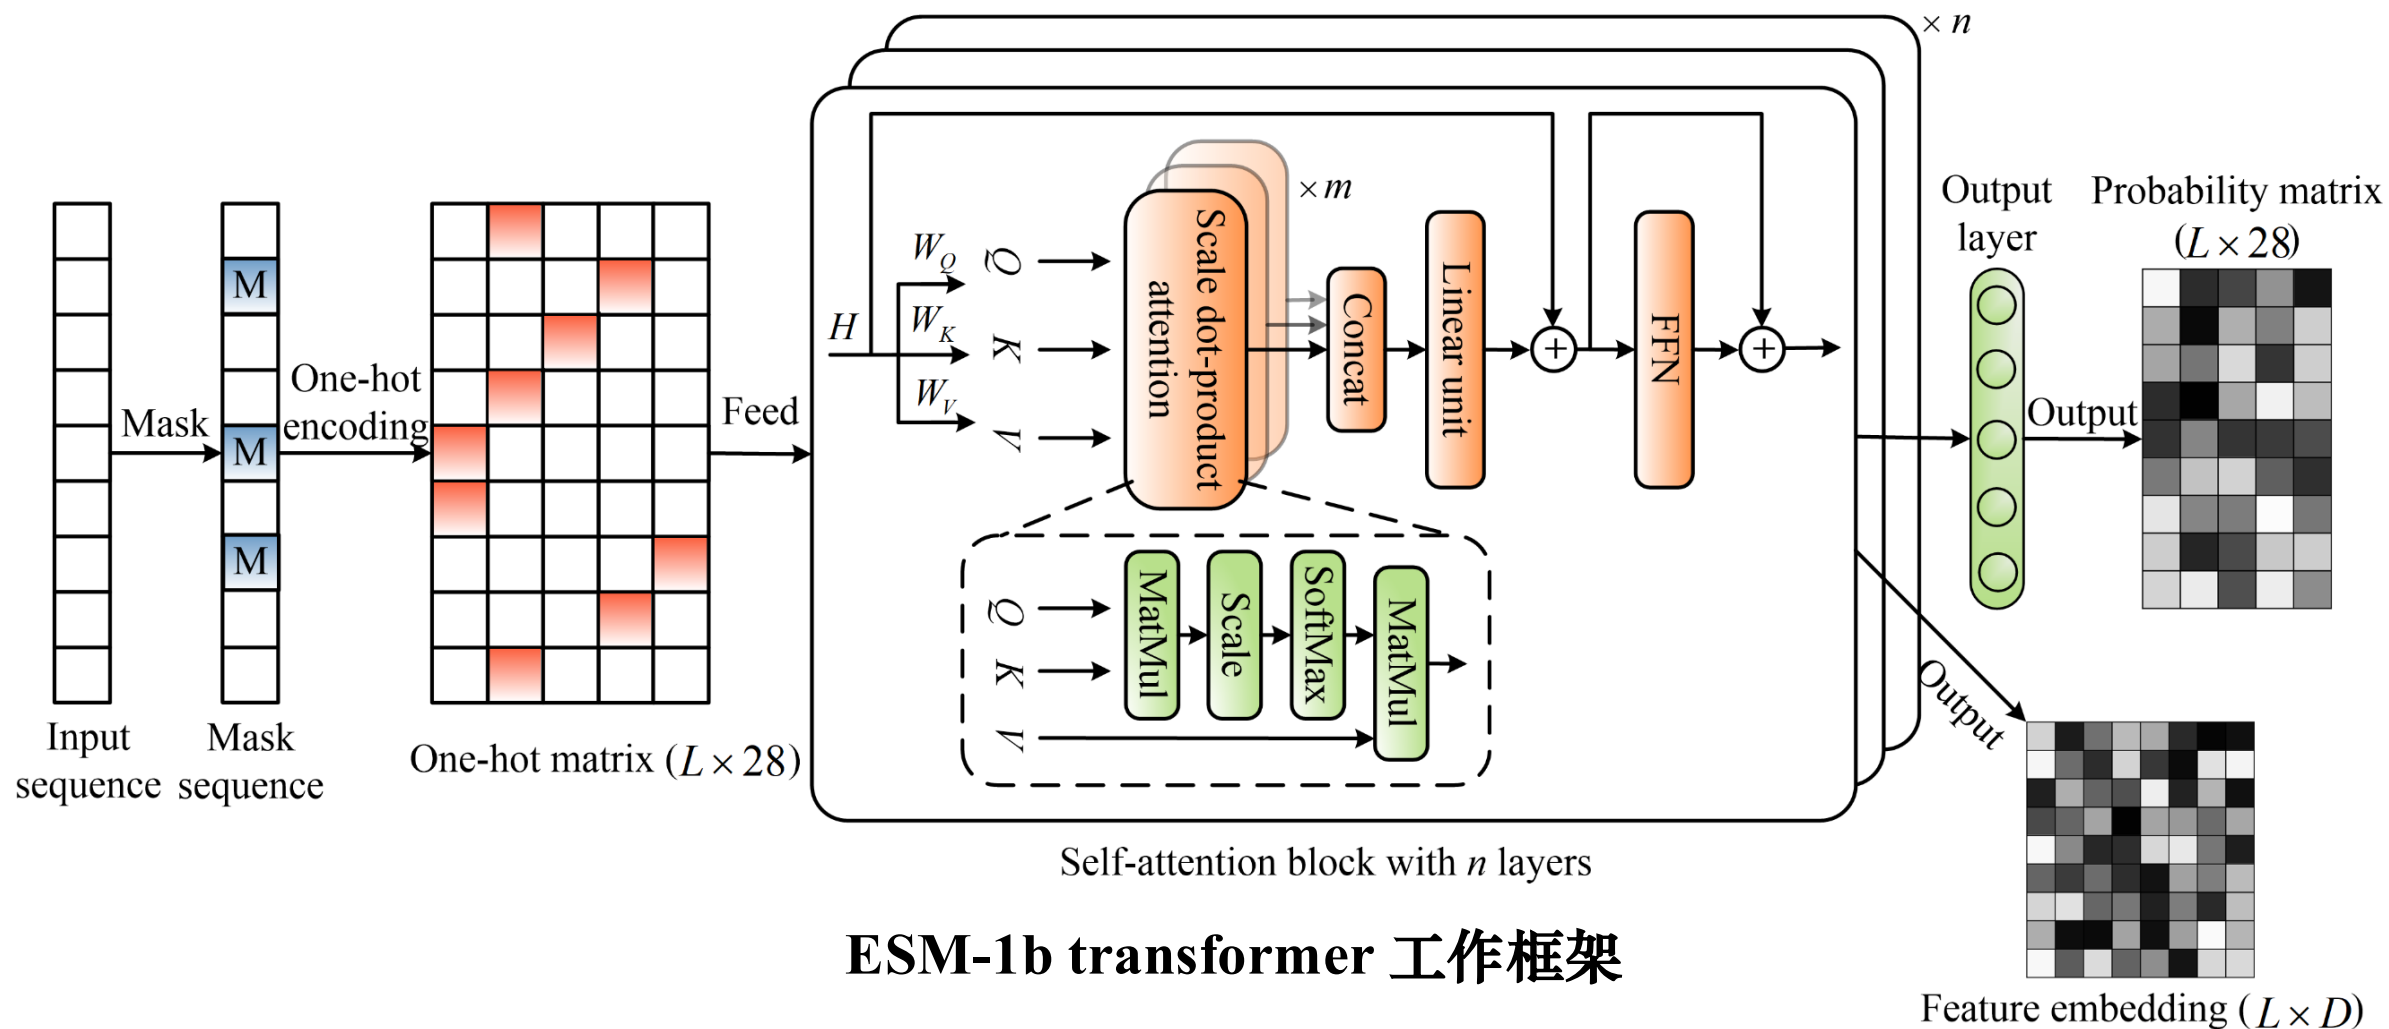 × n
Output
layer
Probability matrix
(L × 28)
× m
W_Q
W_K
W_V
H
Q
K
V
Scale dot-product
attention
Concat
Linear unit
+
FFN
+
M
M
M
Mask
One-hot
encoding
Feed
Output
Q
K
V
MatMul
Scale
SoftMax
MatMul
Output
Input
sequence
Mask
sequence
One-hot matrix (L × 28)
Self-attention block with n layers
ESM-1b transformer 工作框架
Feature embedding (L × D)